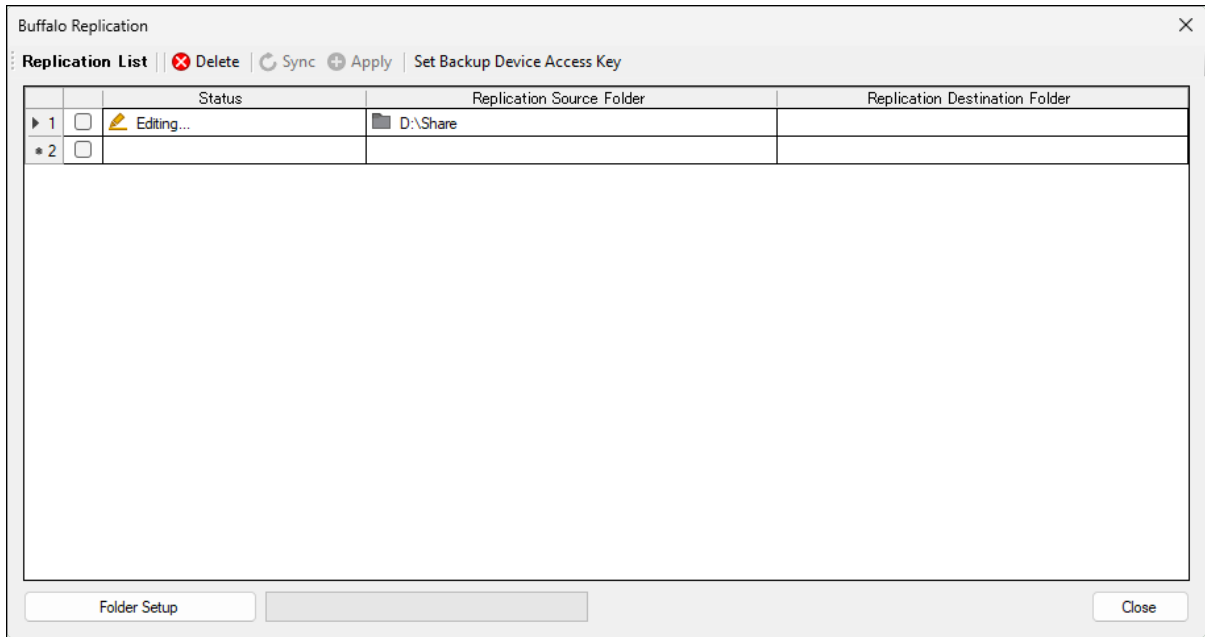 Buffalo Replication
Replication List Delete Sync Apply Set Backup Device Access Key
Status Replication Source Folder Replication Destination Folder
1 Editing... D:\Share
2
Folder Setup Close